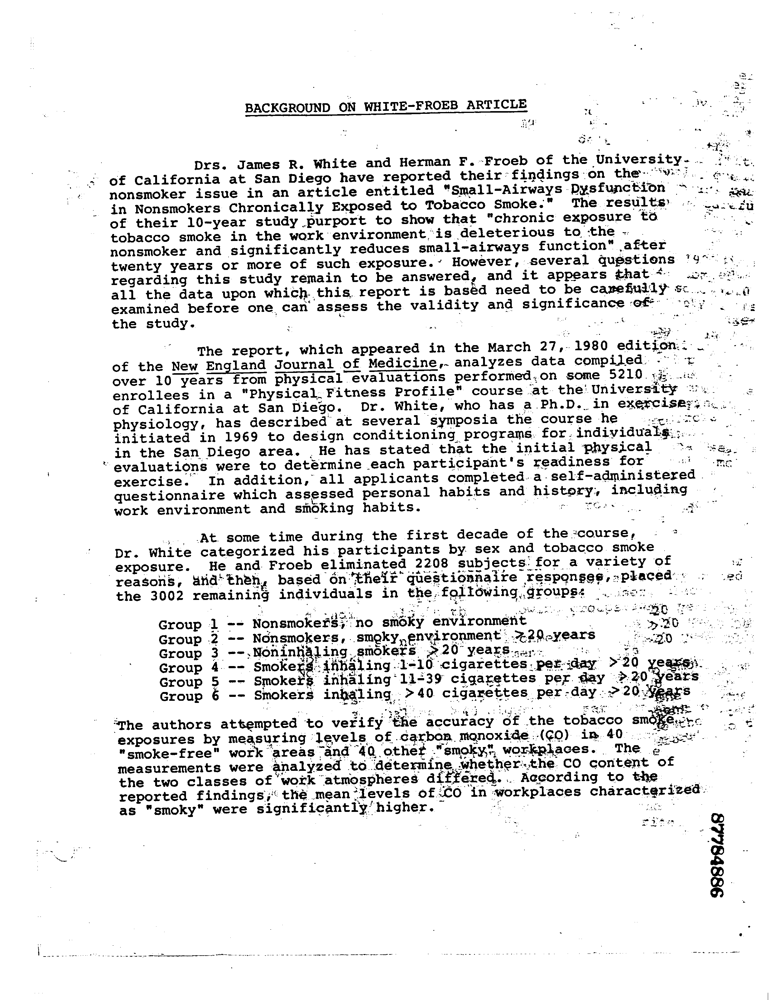 BACKGROUND ON WHITE-FROEB ARTICLE
Drs. James R. White and Herman F. Froeb of the University
of California at San Diego have reported their findings on the
nonsmoker issue in an article entitled "Small-Airways Dysfunction
in Nonsmokers Chronically Exposed to Tobacco Smoke." The results
of their 10-year study purport to show that "chronic exposure to
tobacco smoke in the work environment is deleterious to the
nonsmoker and significantly reduces small-airways function" after
twenty years or more of such exposure. However, several questions
regarding this study remain to be answered, and it appears that
all the data upon which this report is based need to be carefully
examined before one can assess the validity and significance of
the study.
The report, which appeared in the March 27, 1980 edition
of the New England Journal of Medicine, analyzes data compiled
over 10 years from physical evaluations performed on some 5210
enrollees in a "Physical Fitness Profile" course at the University
of California at San Diego. Dr. White, who has a Ph.D. in exercise
physiology, has described at several symposia the course he
initiated in 1969 to design conditioning programs for individuals
in the San Diego area. He has stated that the initial physical
evaluations were to determine each participant's readiness for
exercise. In addition, all applicants completed a self-administered
questionnaire which assessed personal habits and history, including
work environment and smoking habits.
At some time during the first decade of the course,
Dr. White categorized his participants by sex and tobacco smoke
exposure. He and Froeb eliminated 2208 subjects for a variety of
reasons, and then, based on their questionnaire responses, placed
the 3002 remaining individuals in the following groups:
Group 1 -- Nonsmokers, no smoky environment
Group 2 -- Nonsmokers, smoky environment >20 years
Group 3 -- Noninhaling smokers >20 years
Group 4 -- Smokers inhaling 1-10 cigarettes per day >20 years
Group 5 -- Smokers inhaling 11-39 cigarettes per day >20 years
Group 6 -- Smokers inhaling >40 cigarettes per day >20 years
The authors attempted to verify the accuracy of the tobacco smoke
exposures by measuring levels of carbon monoxide (CO) in 40
"smoke-free" work areas and 40 other "smoky" workplaces. The
measurements were analyzed to determine whether the CO content of
the two classes of work atmospheres differed. According to the
reported findings, the mean levels of CO in workplaces characterized
as "smoky" were significantly higher.
87784886